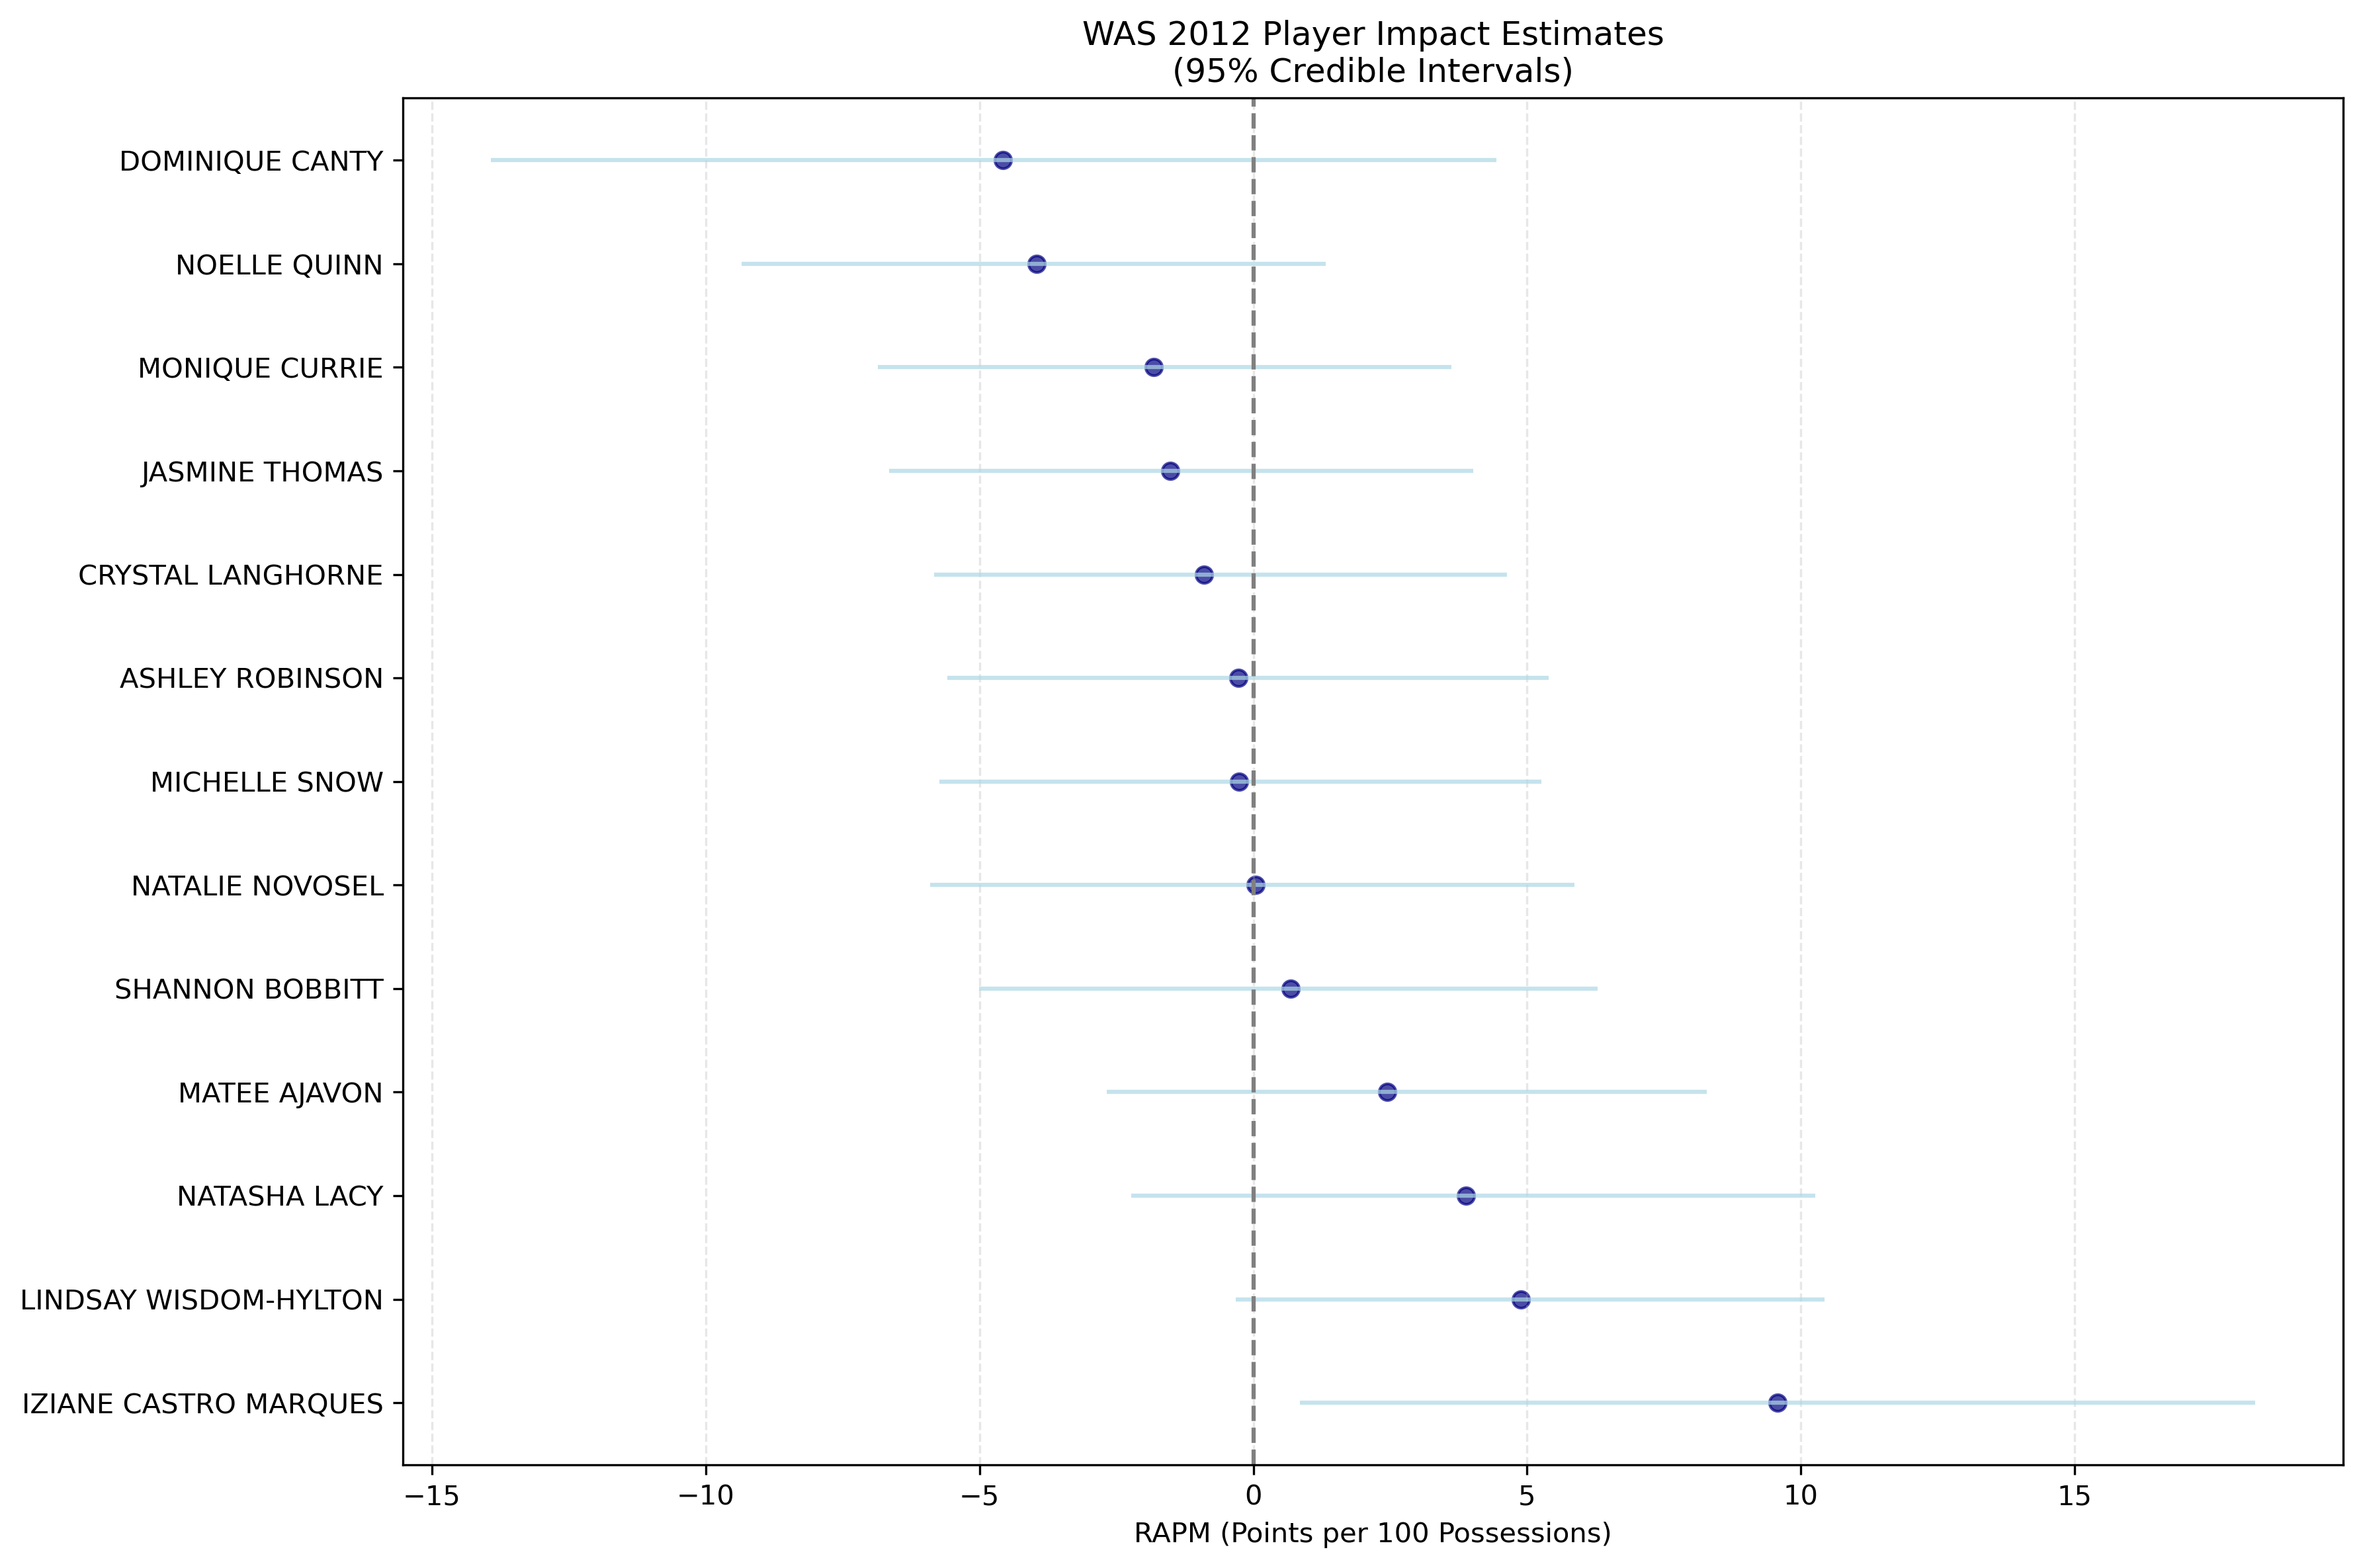 WAS 2012 Player Impact Estimates
(95% Credible Intervals)
DOMINIQUE CANTY
NOELLE QUINN
MONIQUE CURRIE
JASMINE THOMAS
CRYSTAL LANGHORNE
ASHLEY ROBINSON
MICHELLE SNOW
NATALIE NOVOSEL
SHANNON BOBBITT
MATEE AJAVON
NATASHA LACY
LINDSAY WISDOM-HYLTON
IZIANE CASTRO MARQUES
−15 −10 −5 0 5 10 15
RAPM (Points per 100 Possessions)